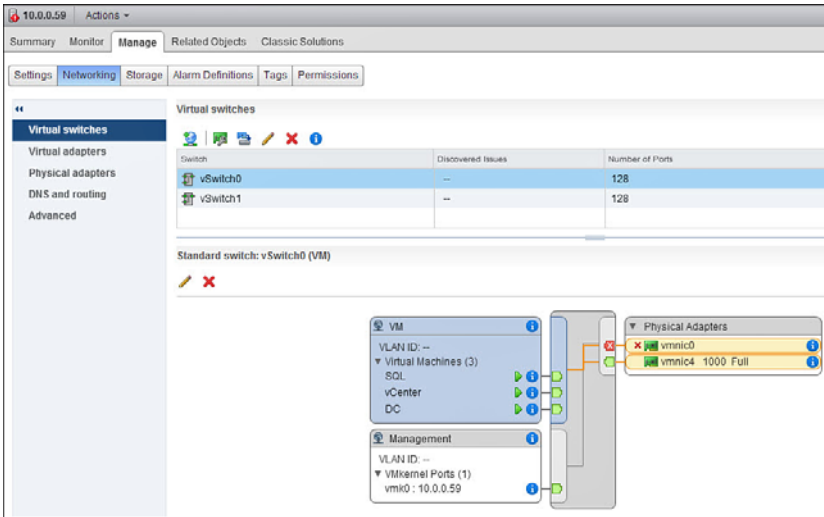 10.0.0.59 Actions
Summary Monitor Manage Related Objects Classic Solutions
Settings Networking Storage Alarm Definitions Tags Permissions
Virtual switches
Virtual adapters
Physical adapters
DNS and routing
Advanced
Virtual switches
Switch Discovered Issues Number of Ports
vSwitch0 -- 128
vSwitch1 -- 128
Standard switch: vSwitch0 (VM)
VM
VLAN ID: --
Virtual Machines (3)
SQL
vCenter
DC
Management
VLAN ID: --
VMkernel Ports (1)
vmk0 : 10.0.0.59
Physical Adapters
vmnic0
vmnic4 1000 Full